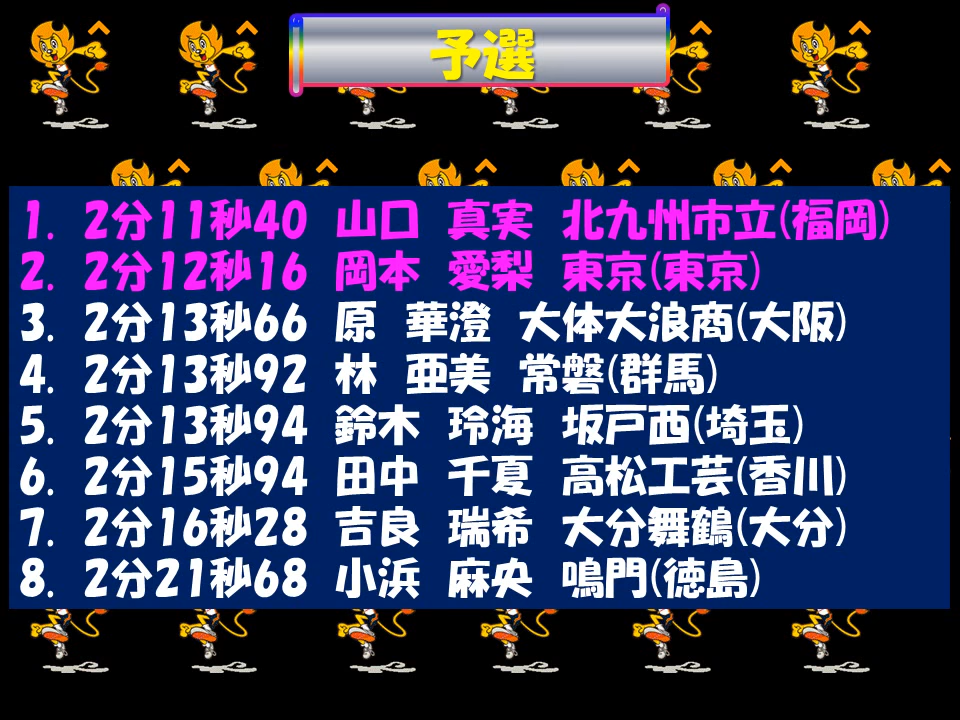 予選
1. 2分11秒40 山口 真実 北九州市立(福岡)
2. 2分12秒16 岡本 愛梨 東京(東京)
3. 2分13秒66 原 華澄 大体大浪商(大阪)
4. 2分13秒92 林 亜美 常磐(群馬)
5. 2分13秒94 鈴木 玲海 坂戸西(埼玉)
6. 2分15秒94 田中 千夏 高松工芸(香川)
7. 2分16秒28 吉良 瑞希 大分舞鶴(大分)
8. 2分21秒68 小浜 麻央 鳴門(徳島)